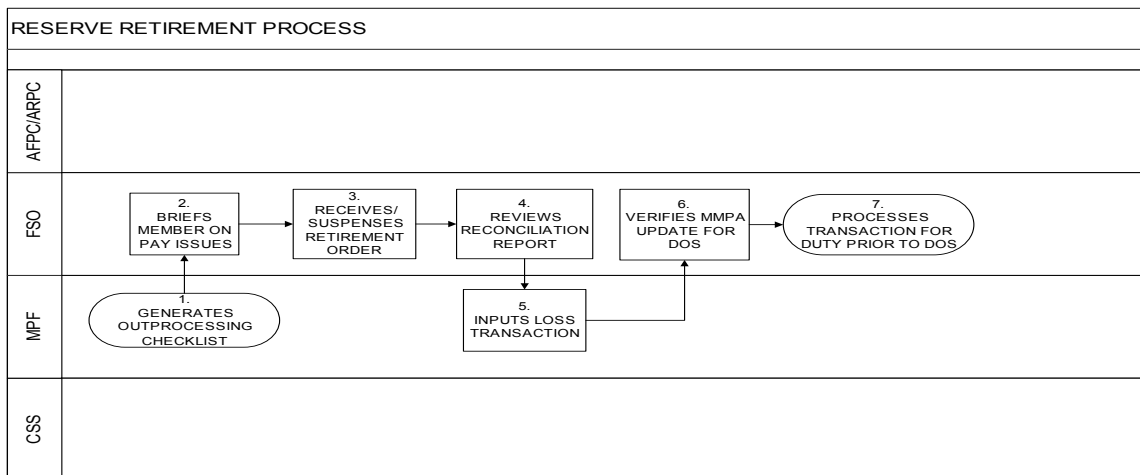 RESERVE RETIREMENT PROCESS
AFPC/ARPC
FSO
2.
BRIEFS
MEMBER ON
PAY ISSUES
3.
RECEIVES/
SUSPENSES
RETIREMENT
ORDER
4.
REVIEWS
RECONCILIATION
REPORT
6.
VERIFIES MMPA
UPDATE FOR
DOS
7.
PROCESSES
TRANSACTION FOR
DUTY PRIOR TO DOS
MPF
1.
GENERATES
OUTPROCESSING
CHECKLIST
5.
INPUTS LOSS
TRANSACTION
CSS